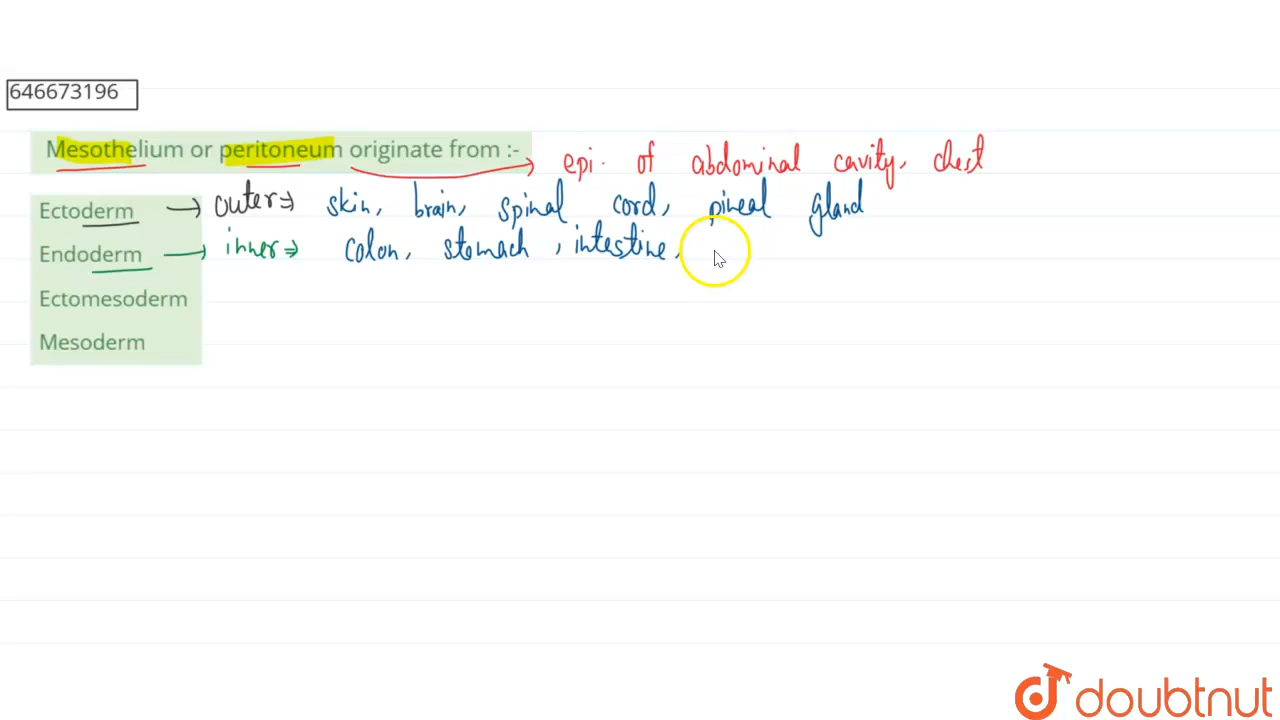 646673196
Mesothelium or peritoneum originate from :-
epi. of abdominal cavity, chest
Ectoderm → outer ⇒ skin, brain, spinal cord, pineal gland
Endoderm → inner ⇒ colon, stomach, intestine,
Ectomesoderm
Mesoderm
doubtnut